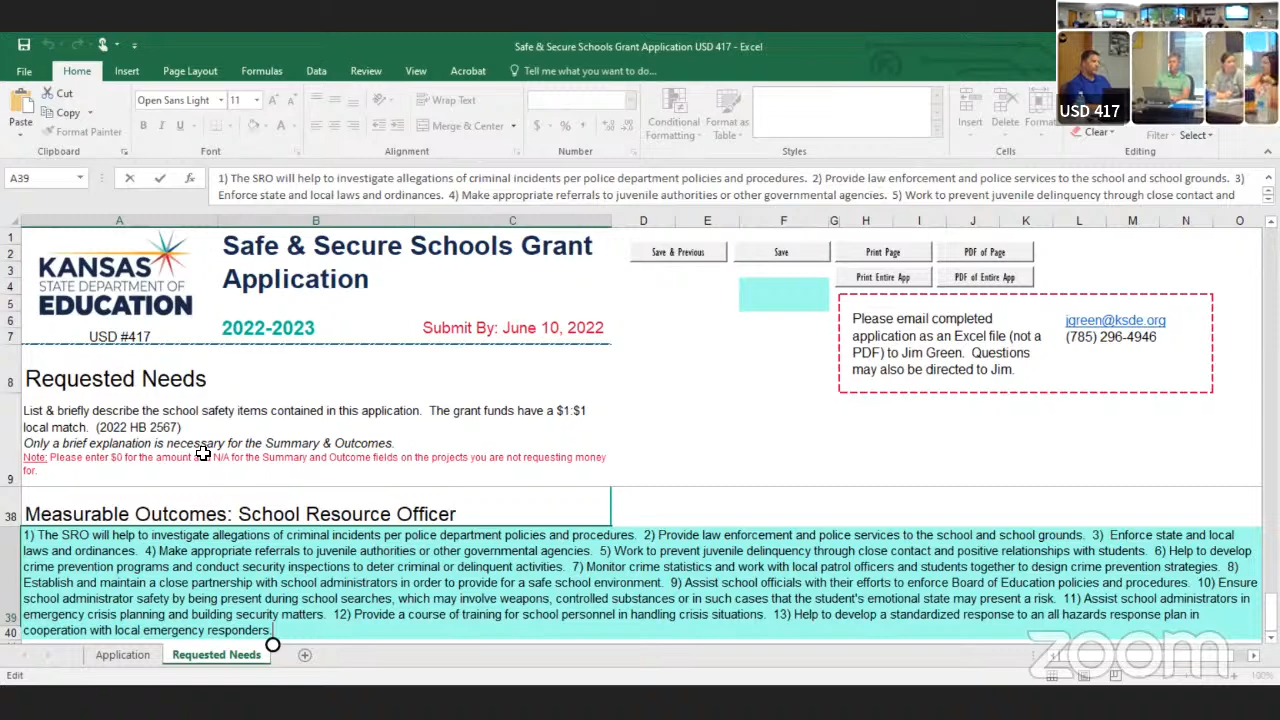 Safe & Secure Schools Grant Application USD 417 - Excel
File Home Insert Page Layout Formulas Data Review View Acrobat Tell me what you want to do...
Cut
Copy
Format Painter
Paste
Open Sans Light 11 A A
B I U
Wrap Text
Merge & Center
$ % ,
Conditional Formatting
Format as Table
Insert Delete Format
Clear
Filter Select
USD 417
Clipboard Font Alignment Number Styles Cells Editing
A39 fx 1) The SRO will help to investigate allegations of criminal incidents per police department policies and procedures. 2) Provide law enforcement and police services to the school and school grounds. 3)
Enforce state and local laws and ordinances. 4) Make appropriate referrals to juvenile authorities or other governmental agencies. 5) Work to prevent juvenile delinquency through close contact and
A B C D E F G H I J K L M N O
1
2
3
4
5
6
7
8
9
38
39
40
KANSAS
STATE DEPARTMENT OF
EDUCATION
USD #417
Safe & Secure Schools Grant
Application
2022-2023 Submit By: June 10, 2022
Save & Previous Save Print Page PDF of Page
Print Entire App PDF of Entire App
Please email completed
application as an Excel file (not a
PDF) to Jim Green. Questions
may also be directed to Jim.
jgreen@ksde.org
(785) 296-4946
Requested Needs
List & briefly describe the school safety items contained in this application. The grant funds have a $1:$1
local match. (2022 HB 2567)
Only a brief explanation is necessary for the Summary & Outcomes.
Note: Please enter $0 for the amount N/A for the Summary and Outcome fields on the projects you are not requesting money
for.
Measurable Outcomes: School Resource Officer
1) The SRO will help to investigate allegations of criminal incidents per police department policies and procedures. 2) Provide law enforcement and police services to the school and school grounds. 3) Enforce state and local
laws and ordinances. 4) Make appropriate referrals to juvenile authorities or other governmental agencies. 5) Work to prevent juvenile delinquency through close contact and positive relationships with students. 6) Help to develop
crime prevention programs and conduct security inspections to deter criminal or delinquent activities. 7) Monitor crime statistics and work with local patrol officers and students together to design crime prevention strategies. 8)
Establish and maintain a close partnership with school administrators in order to provide for a safe school environment. 9) Assist school officials with their efforts to enforce Board of Education policies and procedures. 10) Ensure
school administrator safety by being present during school searches, which may involve weapons, controlled substances or in such cases that the student's emotional state may present a risk. 11) Assist school administrators in
emergency crisis planning and building security matters. 12) Provide a course of training for school personnel in handling crisis situations. 13) Help to develop a standardized response to an all hazards response plan in
cooperation with local emergency responders.
Application Requested Needs
Edit
zoom
100%